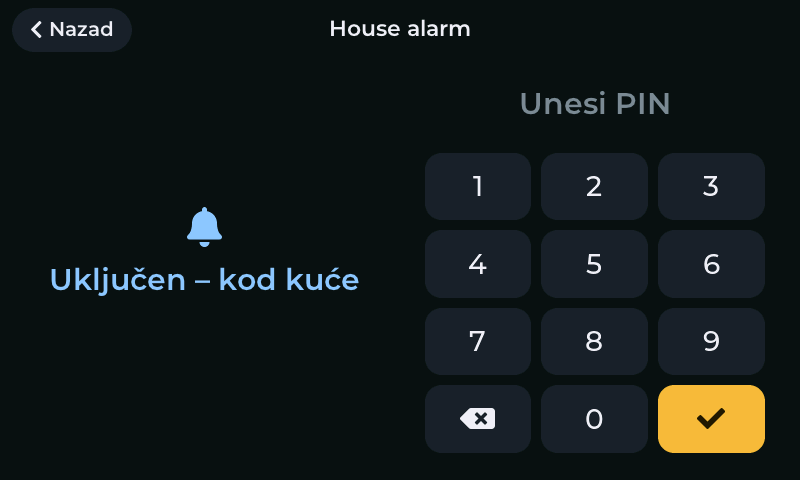 Nazad
House alarm
Unesi PIN
Uključen – kod kuće
1 2 3
4 5 6
7 8 9
0